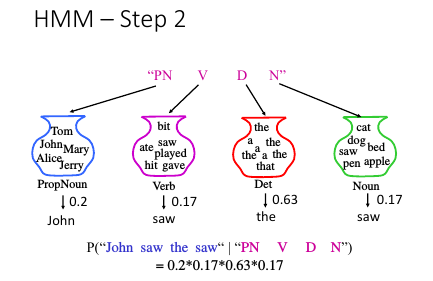 HMM – Step 2
“PN V D N”
Tom
John Mary
Alice Jerry
bit
ate saw
played
hit gave
the
a the
a the
the a
that
cat
dog bed
saw
pen apple
PropNoun Verb Det Noun
0.2 0.17 0.63 0.17
John saw the saw
P(“John saw the saw“ | “PN V D N”)
= 0.2*0.17*0.63*0.17